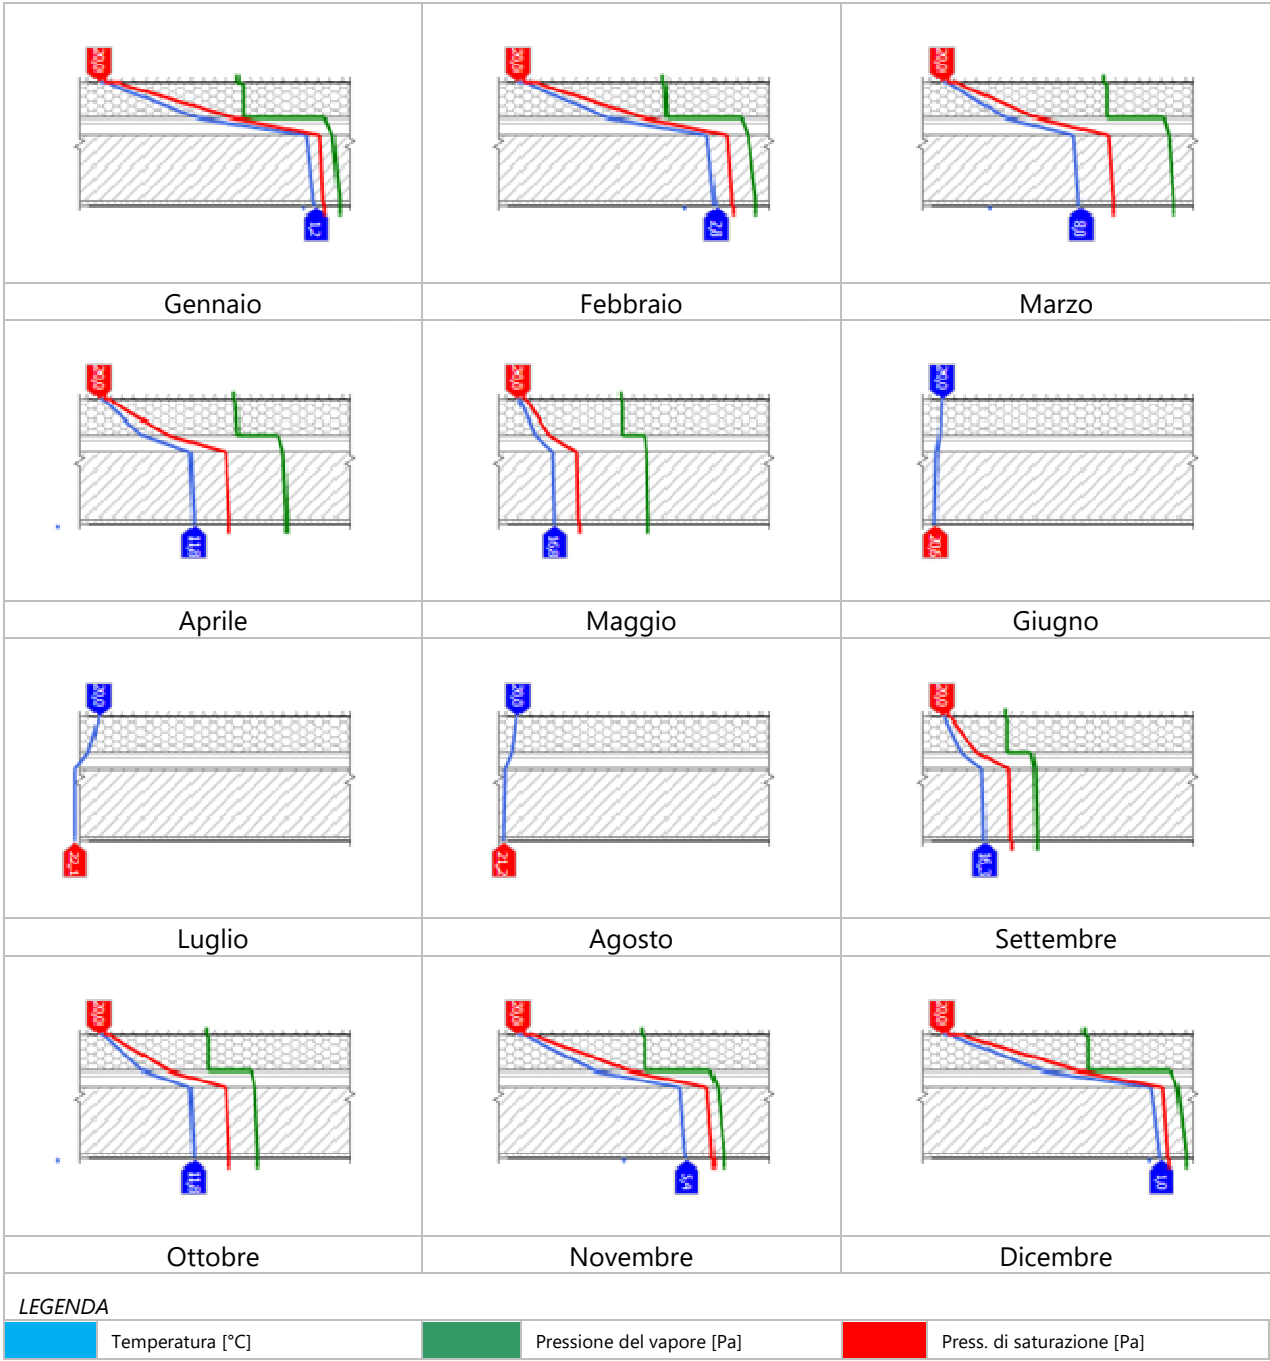 20,0 20,0 20,0
1,2 2,8 8,0
Gennaio Febbraio Marzo
20,0 20,0 20,0
11,8 16,8 20,6
Aprile Maggio Giugno
20,0 20,0 20,0
22,1 21,2 16,3
Luglio Agosto Settembre
20,0 20,0 20,0
11,8 5,4 1,0
Ottobre Novembre Dicembre
LEGENDA
Temperatura [°C] Pressione del vapore [Pa] Press. di saturazione [Pa]